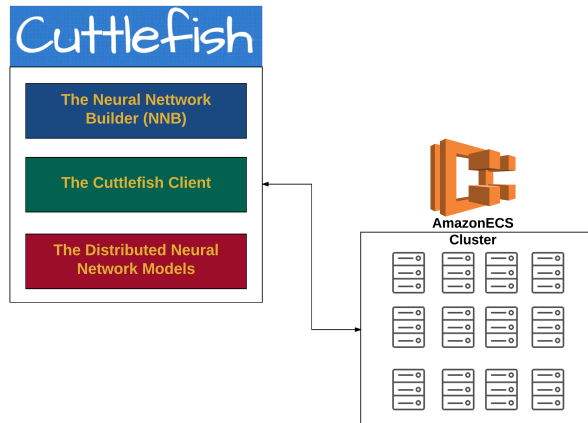 Cuttlefish
The Neural Nettwork
Builder (NNB)
The Cuttlefish Client
The Distributed Neural
Network Models
AmazonECS
Cluster